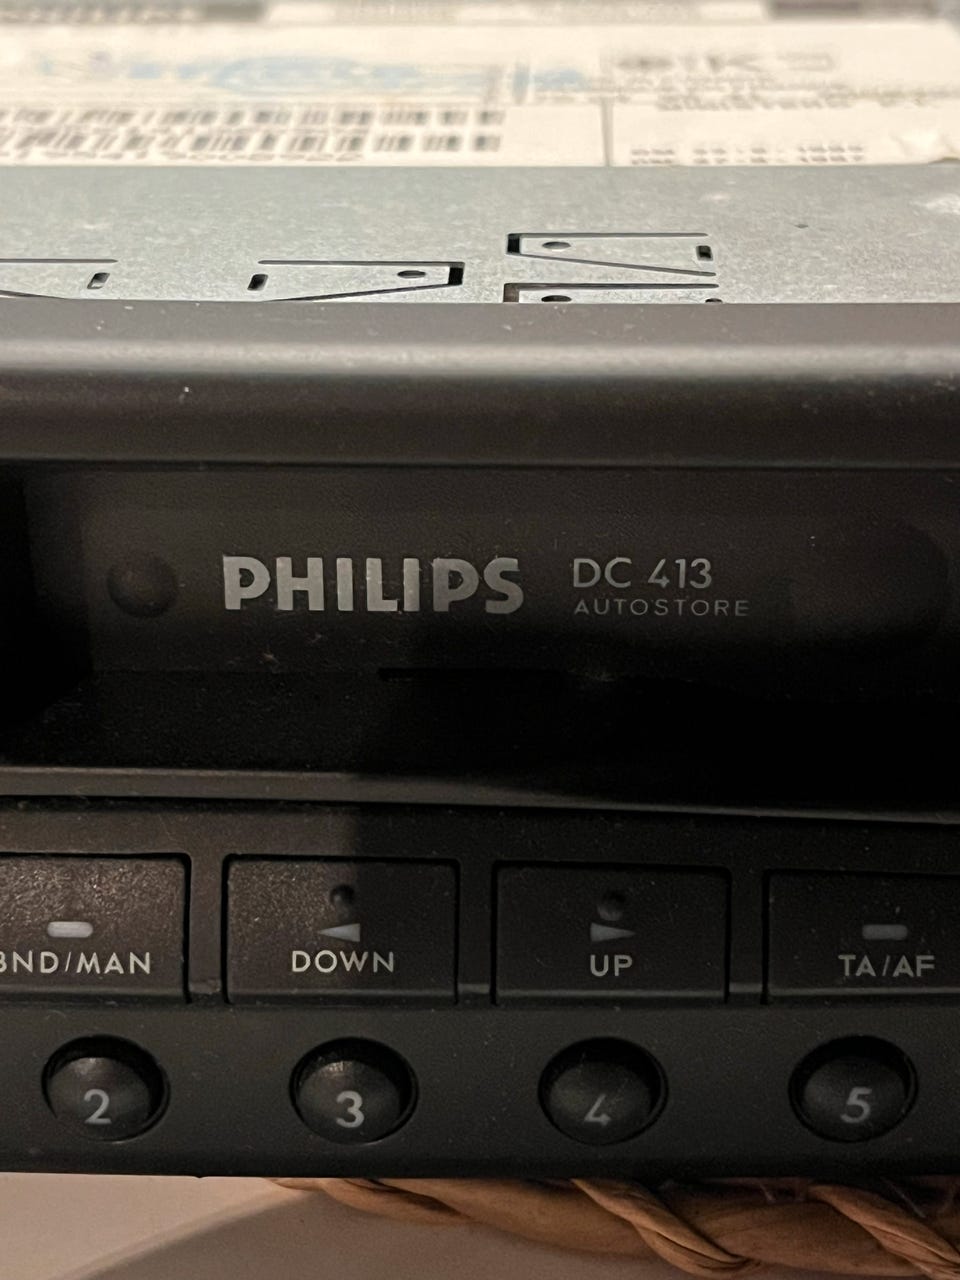 PHILIPS DC 413
AUTOSTORE
BND/MAN DOWN UP TA/AF
2 3 4 5